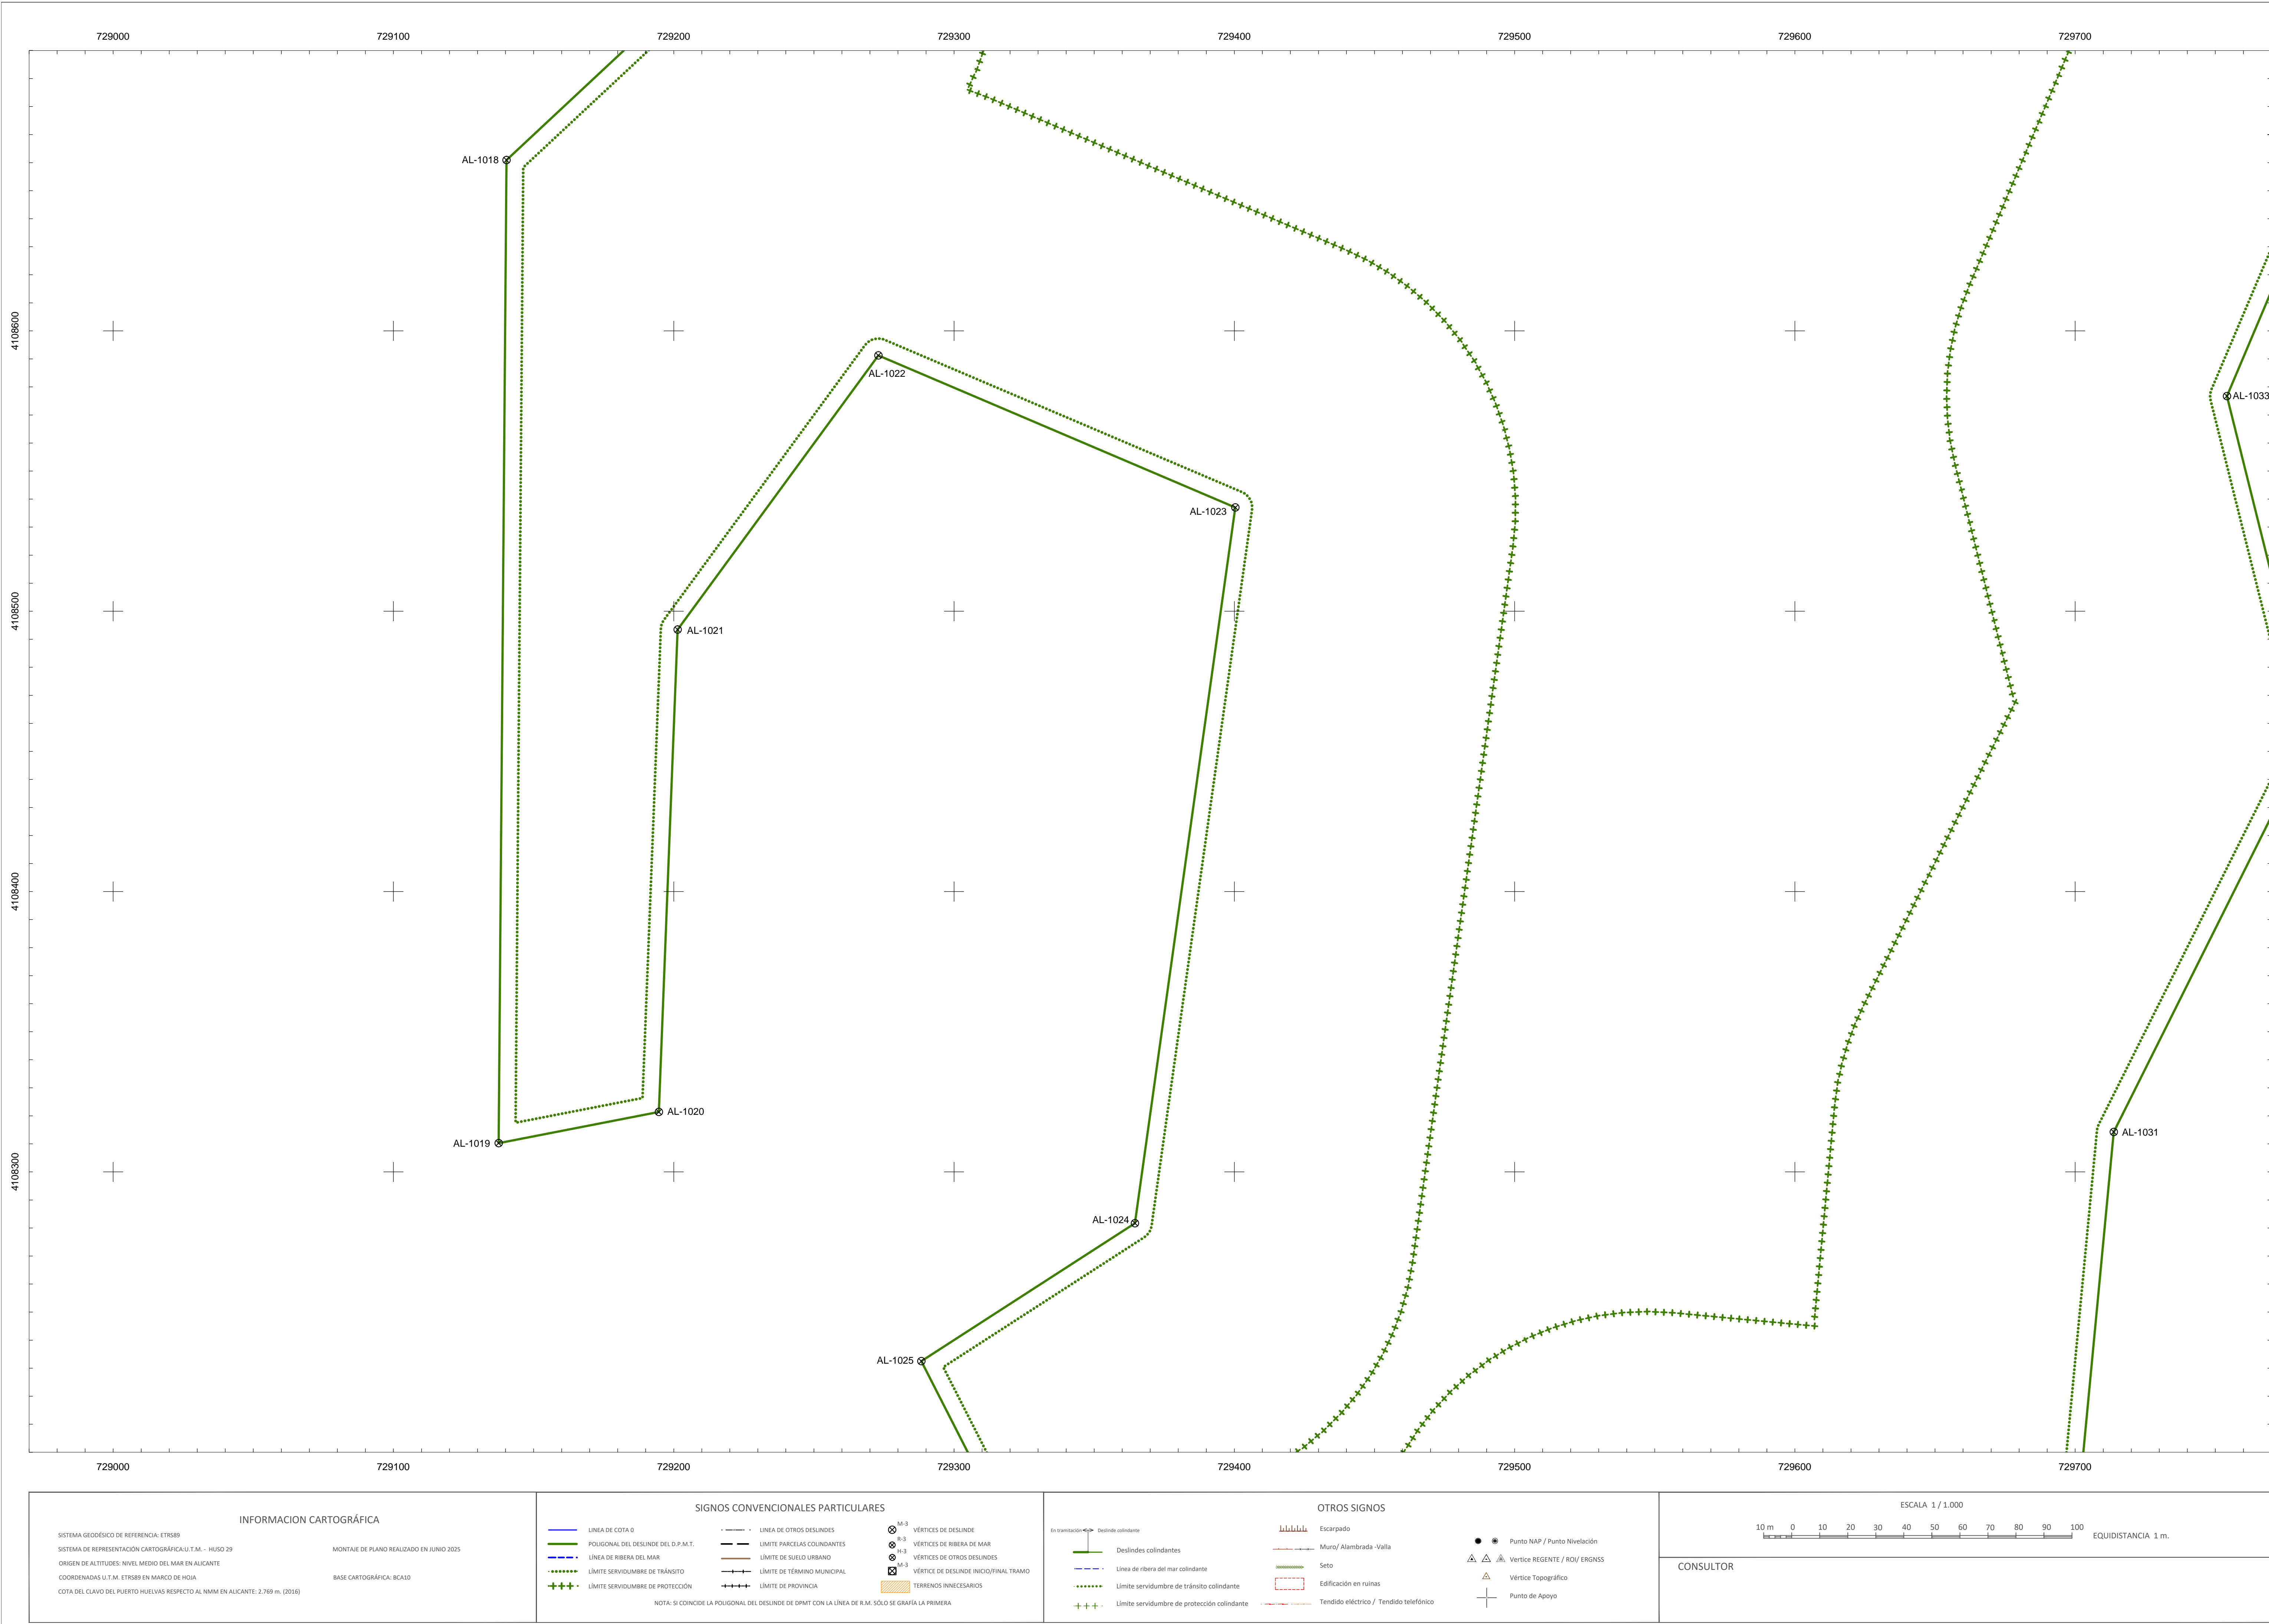 729000 729100 729200 729300 729400 729500 729600 729700
AL-1018
4108600
AL-1022
AL-1033
AL-1023
4108500
AL-1021
4108400
AL-1020
AL-1019
AL-1031
4108300
AL-1024
AL-1025
729000 729100 729200 729300 729400 729500 729600 729700
INFORMACION CARTOGRÁFICA
SISTEMA GEODÉSICO DE REFERENCIA: ETRS89
SISTEMA DE REPRESENTACIÓN CARTOGRÁFICA:U.T.M. - HUSO 29
MONTAJE DE PLANO REALIZADO EN JUNIO 2025
ORIGEN DE ALTITUDES: NIVEL MEDIO DEL MAR EN ALICANTE
COORDENADAS U.T.M. ETRS89 EN MARCO DE HOJA
BASE CARTOGRÁFICA: BCA10
COTA DEL CLAVO DEL PUERTO HUELVA5 RESPECTO AL NMM EN ALICANTE: 2.769 m. (2016)
SIGNOS CONVENCIONALES PARTICULARES
LINEA DE COTA 0
POLIGONAL DEL DESLINDE DEL D.P.M.T.
LÍNEA DE RIBERA DEL MAR
LÍMITE SERVIDUMBRE DE TRÁNSITO
LÍMITE SERVIDUMBRE DE PROTECCIÓN
LINEA DE OTROS DESLINDES
LIMITE PARCELAS COLINDANTES
LÍMITE DE SUELO URBANO
LÍMITE DE TÉRMINO MUNICIPAL
LÍMITE DE PROVINCIA
M-3
VÉRTICES DE DESLINDE
R-3
VÉRTICES DE RIBERA DE MAR
H-3
VÉRTICES DE OTROS DESLINDES
M-3
VÉRTICE DE DESLINDE INICIO/FINAL TRAMO
TERRENOS INNECESARIOS
NOTA: SI COINCIDE LA POLIGONAL DEL DESLINDE DE DPMT CON LA LÍNEA DE R.M. SÓLO SE GRAFÍA LA PRIMERA
OTROS SIGNOS
En tramitación Deslinde colindante
Deslindes colindantes
Línea de ribera del mar colindante
Límite servidumbre de tránsito colindante
Límite servidumbre de protección colindante
Escarpado
Muro/ Alambrada -Valla
Seto
Edificación en ruinas
Tendido eléctrico / Tendido telefónico
Punto NAP / Punto Nivelación
Vertice REGENTE / ROI/ ERGNSS
Vértice Topográfico
Punto de Apoyo
ESCALA 1 / 1.000
10 m 0 10 20 30 40 50 60 70 80 90 100
EQUIDISTANCIA 1 m.
CONSULTOR